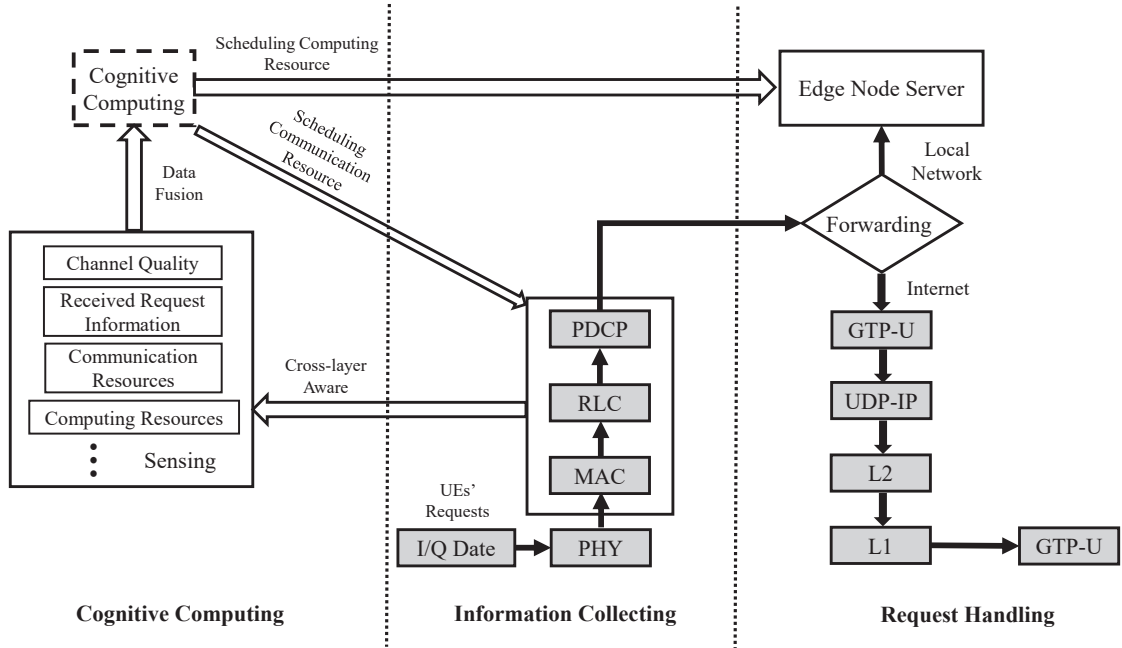 Cognitive
Computing
Scheduling Computing
Resource
Scheduling
Communication
Resource
Data
Fusion
Channel Quality
Received Request
Information
Communication
Resources
Computing Resources
Sensing
Cognitive Computing
Cross-layer
Aware
PDCP
RLC
MAC
UEs'
Requests
I/Q Date
PHY
Information Collecting
Edge Node Server
Local
Network
Forwarding
Internet
GTP-U
UDP-IP
L2
L1
GTP-U
Request Handling